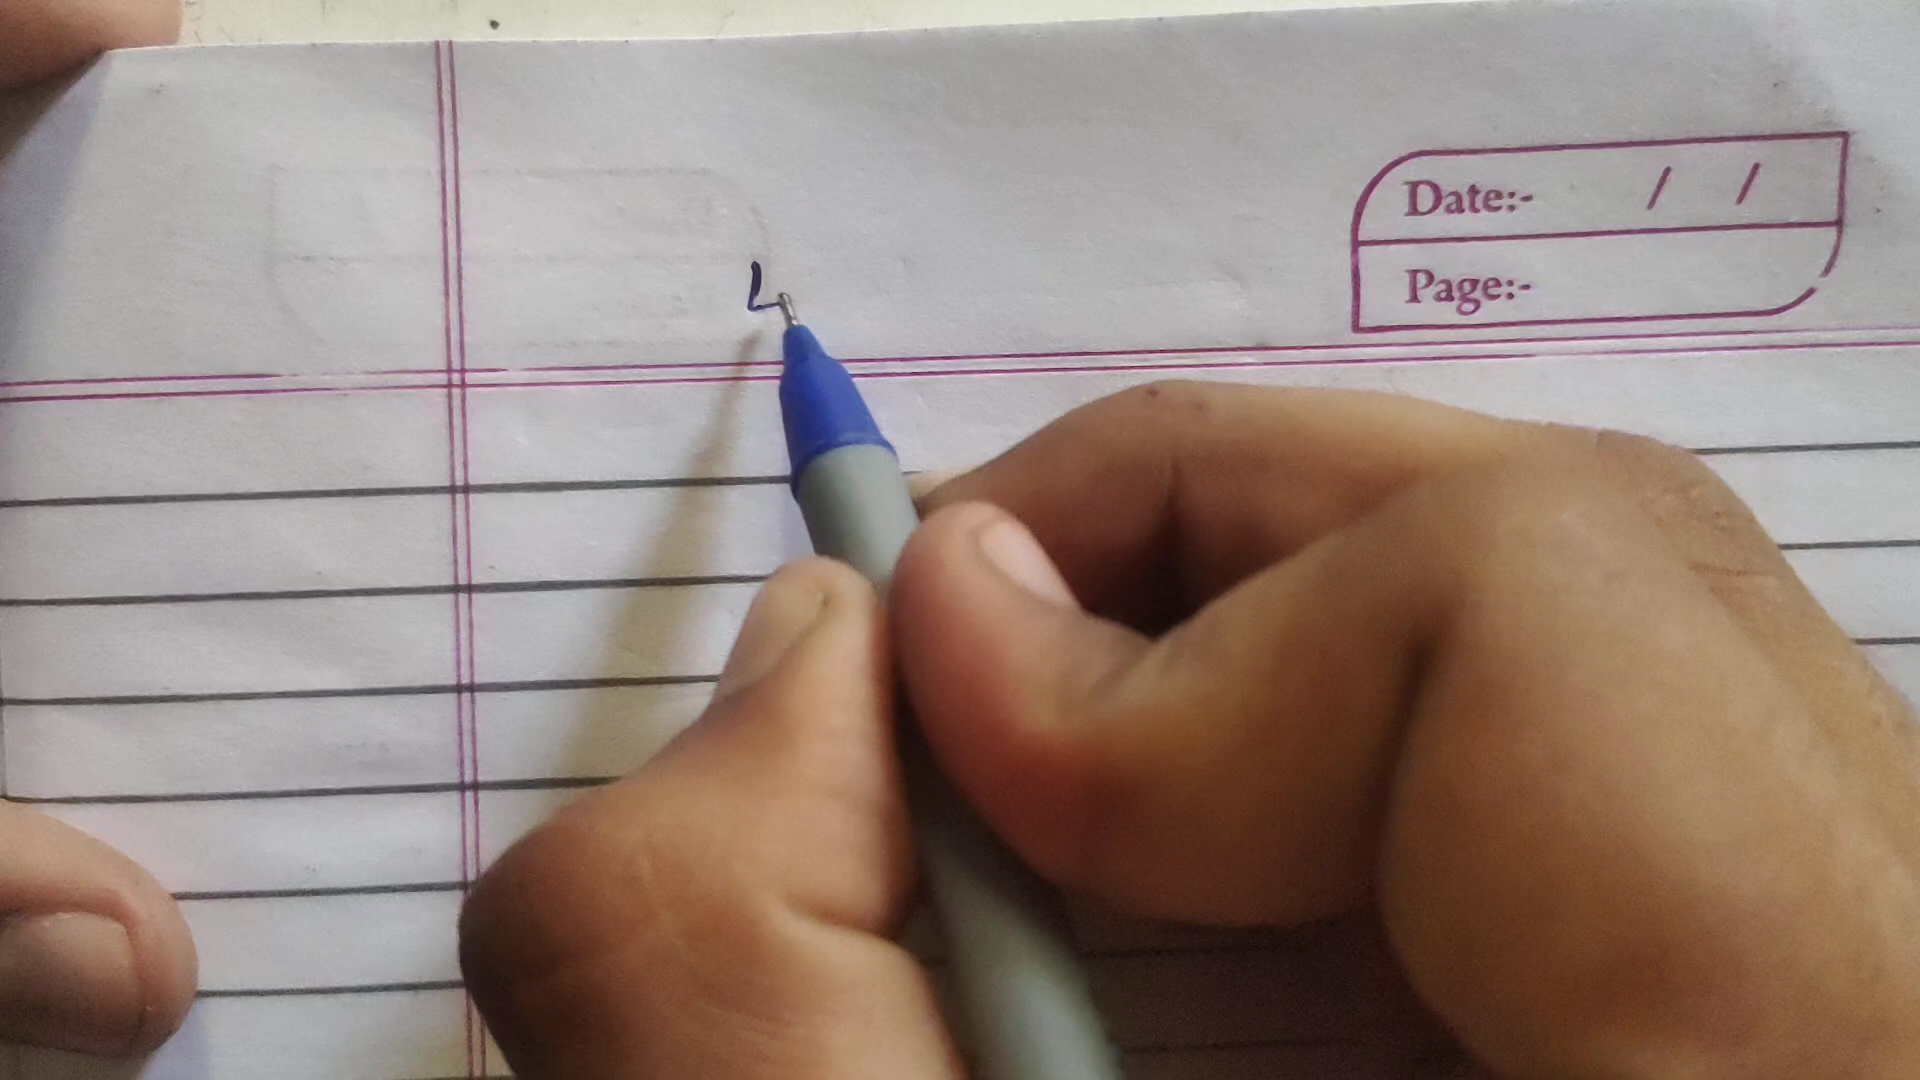 L
Date:- / /
Page:-